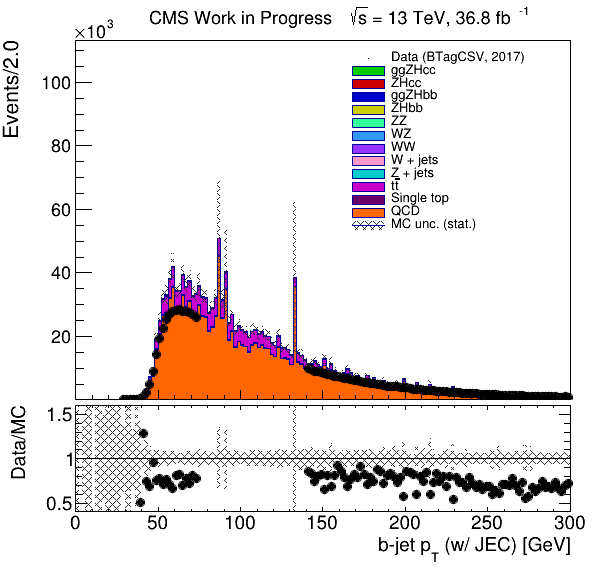 CMS Work in Progress √s = 13 TeV, 36.8 fb⁻¹
×10³
Events/2.0
100
80
60
40
20
Data (BTagCSV, 2017)
ggZHcc
ZHcc
ggZHbb
ZHbb
ZZ
WZ
WW
W + jets
Z + jets
tt̄
Single top
QCD
MC unc. (stat.)
Data/MC
1.5
1
0.5
0 50 100 150 200 250 300
b-jet p_T (w/ JEC) [GeV]